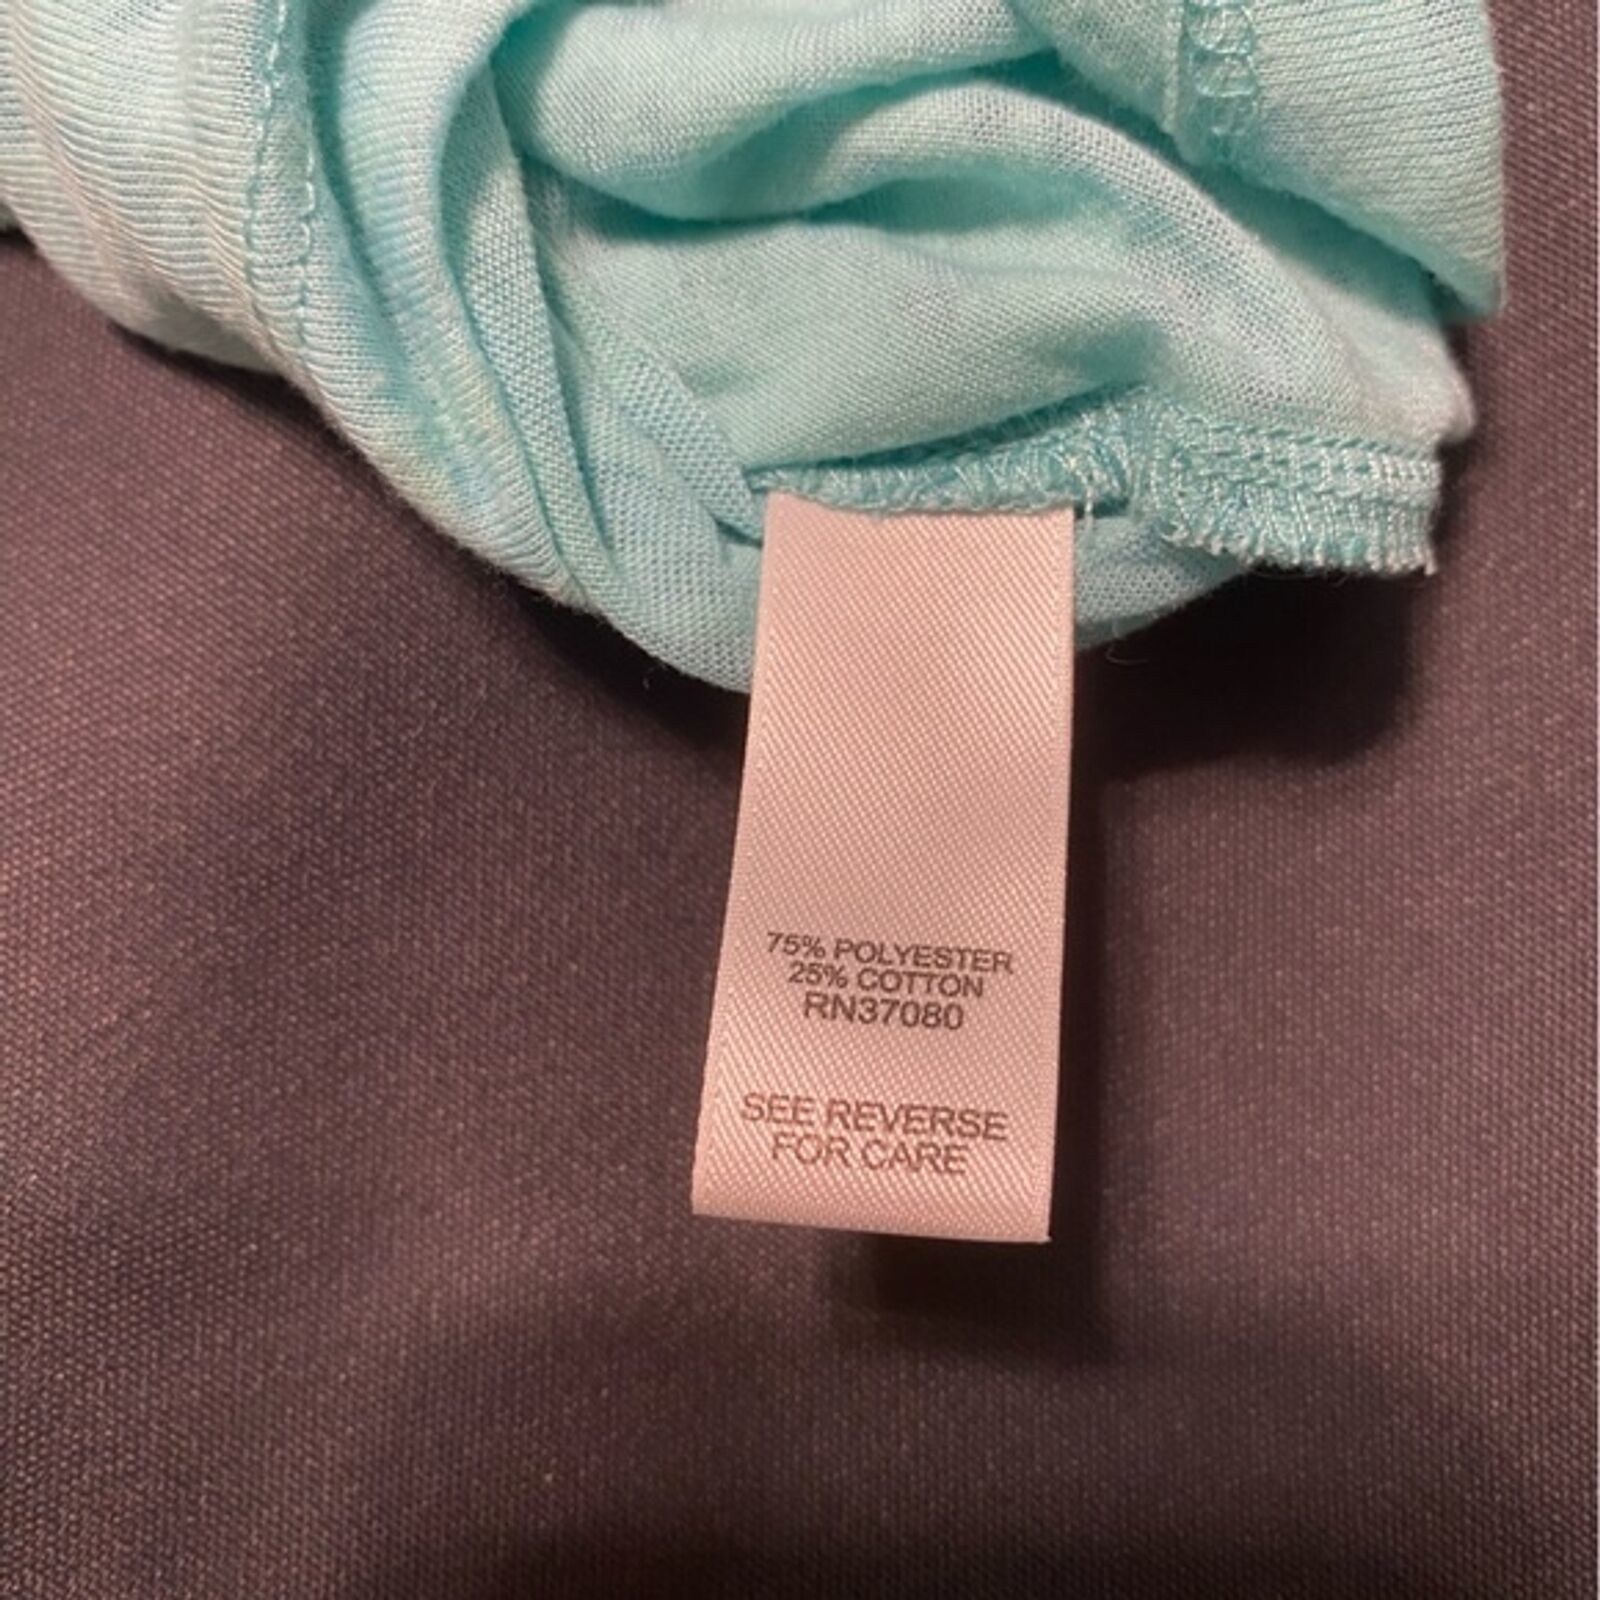 75% POLYESTER
25% COTTON
RN37080
SEE REVERSE
FOR CARE